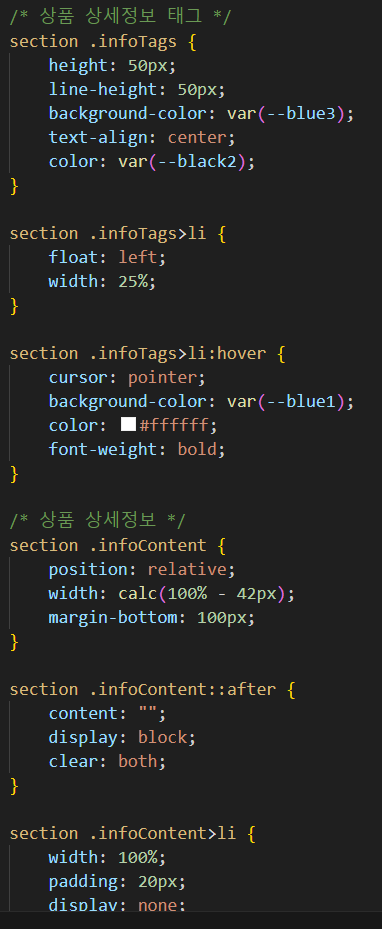 /* 상품 상세정보 태그 */
section .infoTags {
    height: 50px;
    line-height: 50px;
    background-color: var(--blue3);
    text-align: center;
    color: var(--black2);
}

section .infoTags>li {
    float: left;
    width: 25%;
}

section .infoTags>li:hover {
    cursor: pointer;
    background-color: var(--blue1);
    color: #ffffff;
    font-weight: bold;
}

/* 상품 상세정보 */
section .infoContent {
    position: relative;
    width: calc(100% - 42px);
    margin-bottom: 100px;
}

section .infoContent::after {
    content: "";
    display: block;
    clear: both;
}

section .infoContent>li {
    width: 100%;
    padding: 20px;
    display: none;